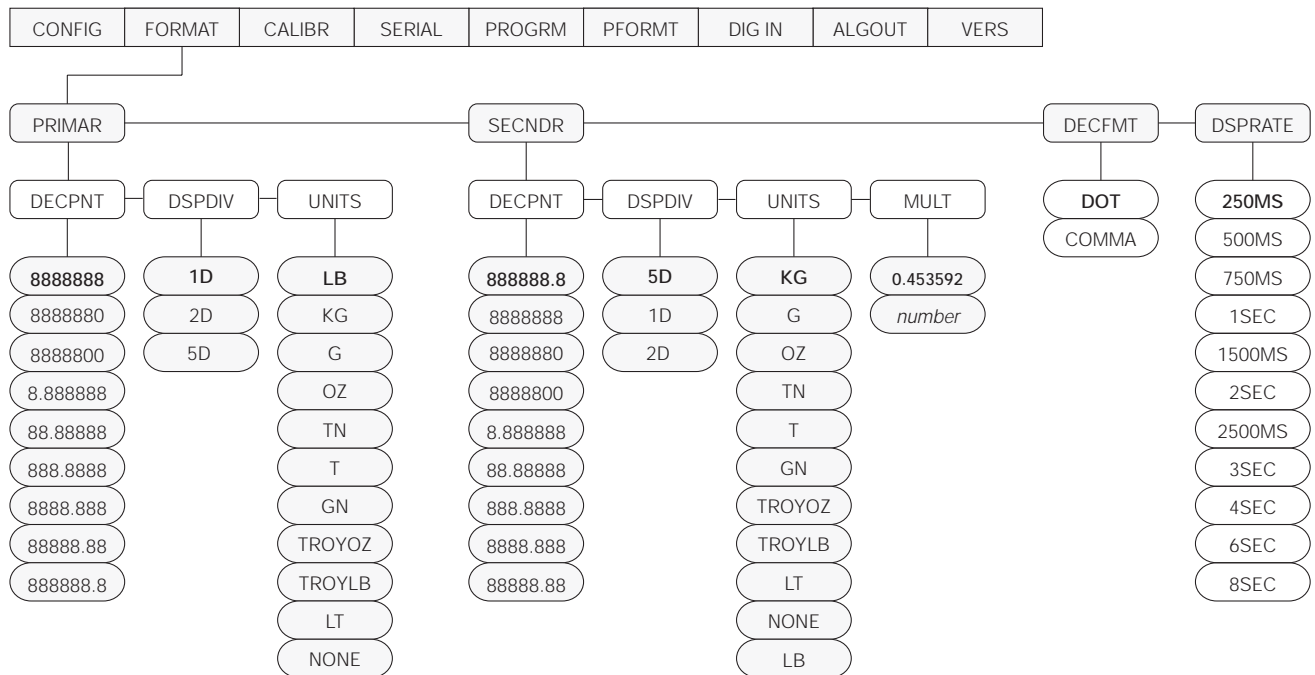 CONFIG FORMAT CALIBR SERIAL PROGRM PFORMT DIG IN ALGOUT VERS
PRIMAR SECNDR DECFMT DSPRATE
DECPNT DSPDIV UNITS DECPNT DSPDIV UNITS MULT DOT 250MS
COMMA 500MS
8888888 1D LB 888888.8 5D KG 0.453592 750MS
8888880 2D KG 8888888 1D G number 1SEC
8888800 5D G 8888880 2D OZ 1500MS
8.888888 OZ 8888800 TN 2SEC
88.88888 TN 8.888888 T 2500MS
888.8888 T 88.88888 GN 3SEC
8888.888 GN 888.8888 TROYOZ 4SEC
88888.88 TROYOZ 8888.888 TROYLB 6SEC
888888.8 TROYLB 88888.88 LT 8SEC
LT NONE
NONE LB